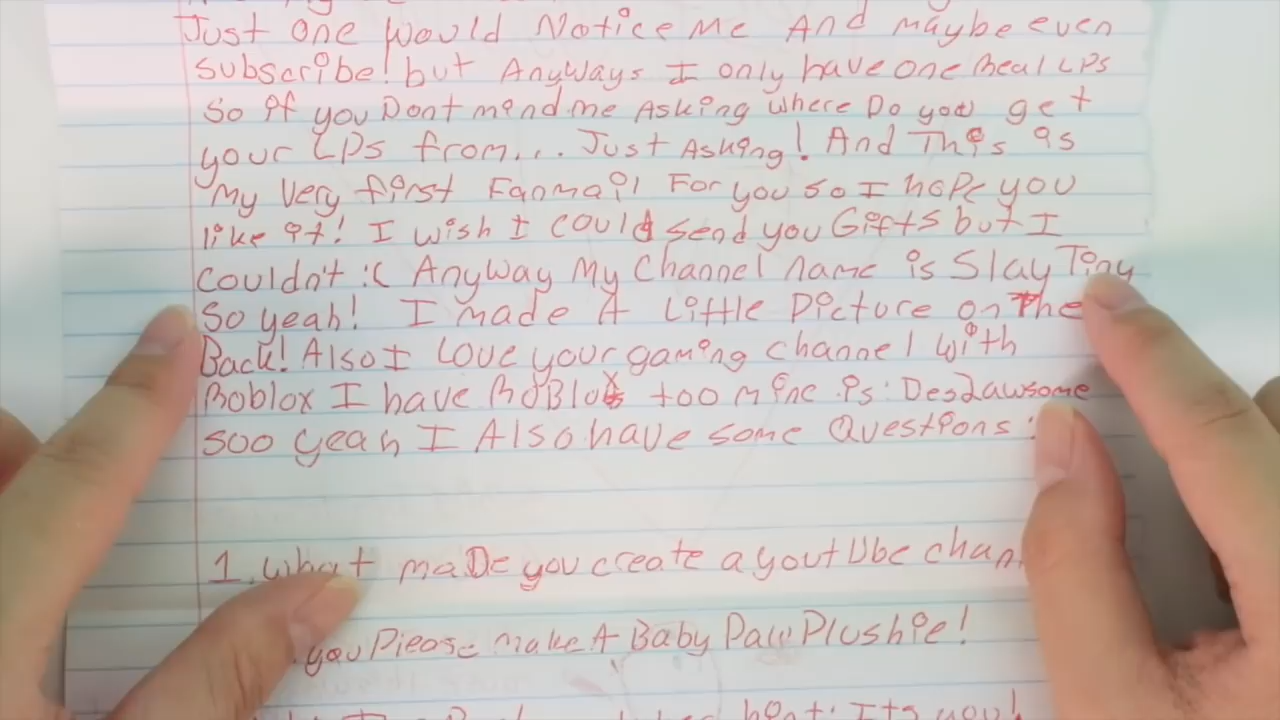 Just one would Notice Me And maybe even
subscribe! but AnyWays I only have one Real LPs
so if you Dont mind me Asking where Do you get
your LPs from... Just Asking! And This is
My Very first Fanmail For you so I hope you
like it! I wish I could send you Gifts but I
couldn't :( Anyway My Channel name is Slay Tiny
So yeah! I made A Little Picture on The
Back! Also I Love your gaming channel with
Roblox I have RoBlox too mine is: Des2awsome
soo yeah I Also have some Questions:
1. What maDe you create a youtUbe chan
you Please make A Baby Paw Plushie!
Its you!